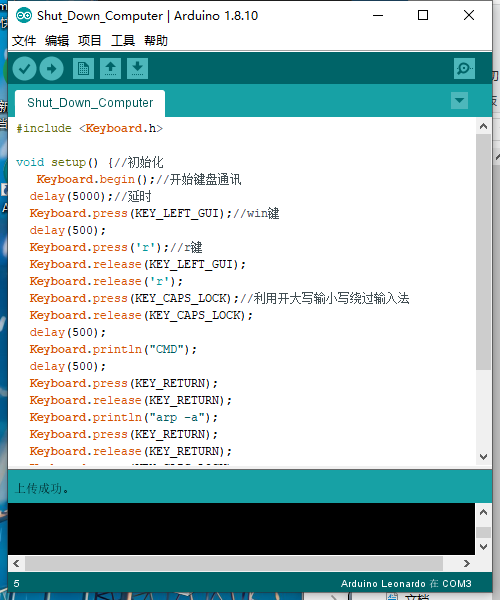 Shut_Down_Computer | Arduino 1.8.10
文件 编辑 项目 工具 帮助
Shut_Down_Computer
#include <Keyboard.h>
void setup() {//初始化
Keyboard.begin();//开始键盘通讯
delay(5000);//延时
Keyboard.press(KEY_LEFT_GUI);//win键
delay(500);
Keyboard.press('r');//r键
Keyboard.release(KEY_LEFT_GUI);
Keyboard.release('r');
Keyboard.press(KEY_CAPS_LOCK);//利用开大写输小写绕过输入法
Keyboard.release(KEY_CAPS_LOCK);
delay(500);
Keyboard.println("CMD");
delay(500);
Keyboard.press(KEY_RETURN);
Keyboard.release(KEY_RETURN);
Keyboard.println("arp -a");
Keyboard.press(KEY_RETURN);
Keyboard.release(KEY_RETURN);
上传成功。
5
Arduino Leonardo 在 COM3
文档